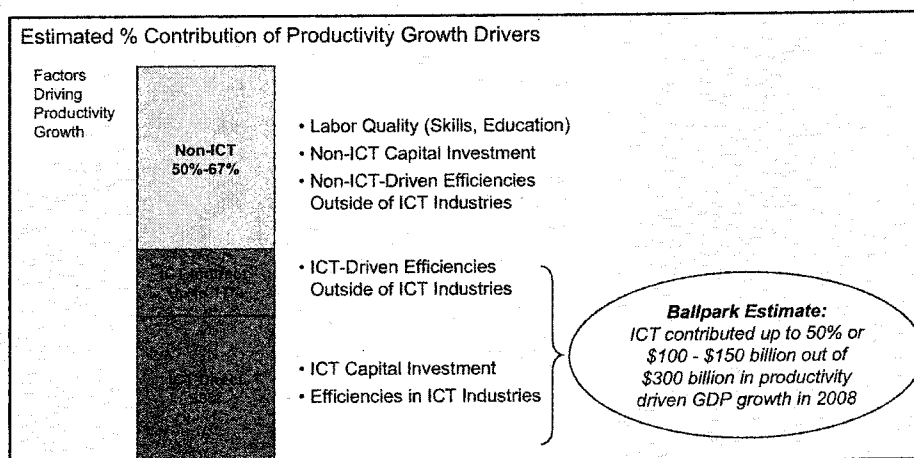 Estimated % Contribution of Productivity Growth Drivers
Factors
Driving
Productivity
Growth
Non-ICT
50%-67%
• Labor Quality (Skills, Education)
• Non-ICT Capital Investment
• Non-ICT-Driven Efficiencies
Outside of ICT Industries
• ICT-Driven Efficiencies
Outside of ICT Industries
• ICT Capital Investment
• Efficiencies in ICT Industries
Ballpark Estimate:
ICT contributed up to 50% or
$100 - $150 billion out of
$300 billion in productivity
driven GDP growth in 2008